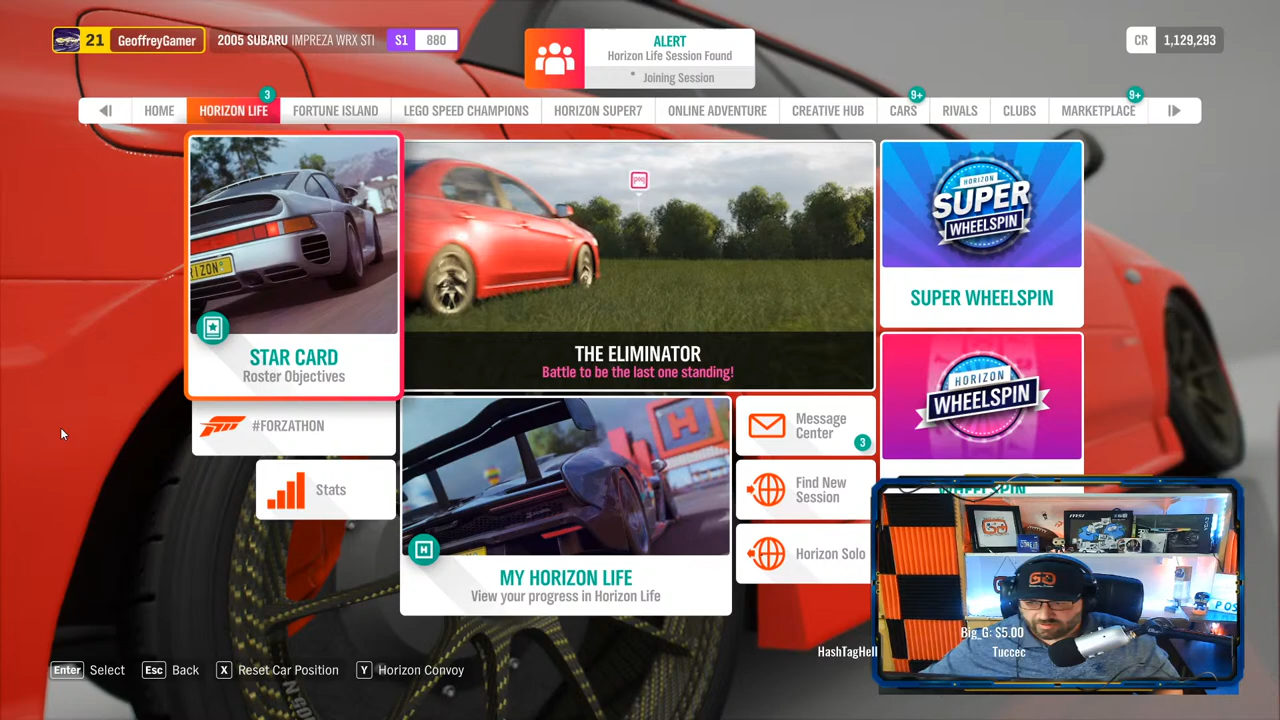 21 GeoffreyGamer 2005 SUBARU IMPREZA WRX STI S1 880
ALERT
Horizon Life Session Found
Joining Session
CR 1,129,293
3 9+ 9+
HOME HORIZON LIFE FORTUNE ISLAND LEGO SPEED CHAMPIONS HORIZON SUPER7 ONLINE ADVENTURE CREATIVE HUB CARS RIVALS CLUBS MARKETPLACE
STAR CARD
Roster Objectives
THE ELIMINATOR
Battle to be the last one standing!
HORIZON
SUPER
WHEELSPIN
SUPER WHEELSPIN
HORIZON
WHEELSPIN
WHEELSPIN
#FORZATHON
Stats
H
MY HORIZON LIFE
View your progress in Horizon Life
Message
Center
3
Find New
Session
Horizon Solo
msi
GG
Big_G: $5.00
Tuccec
HashTagHell
Enter Select Esc Back X Reset Car Position Y Horizon Convoy